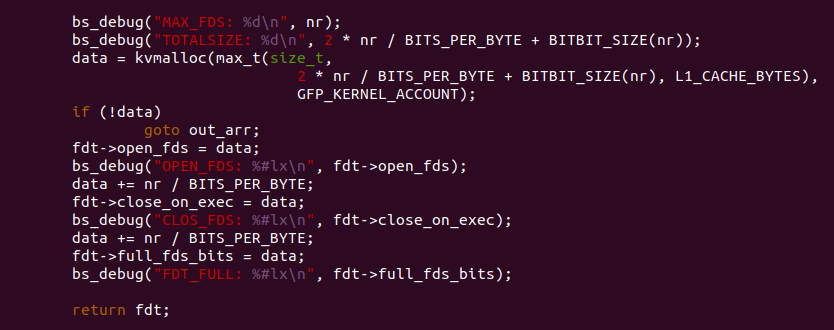 bs_debug("MAX_FDS: %d\n", nr);
bs_debug("TOTALSIZE: %d\n", 2 * nr / BITS_PER_BYTE + BITBIT_SIZE(nr));
data = kvmalloc(max_t(size_t,
2 * nr / BITS_PER_BYTE + BITBIT_SIZE(nr), L1_CACHE_BYTES),
GFP_KERNEL_ACCOUNT);
if (!data)
goto out_arr;
fdt->open_fds = data;
bs_debug("OPEN_FDS: %#lx\n", fdt->open_fds);
data += nr / BITS_PER_BYTE;
fdt->close_on_exec = data;
bs_debug("CLOS_FDS: %#lx\n", fdt->close_on_exec);
data += nr / BITS_PER_BYTE;
fdt->full_fds_bits = data;
bs_debug("FDT_FULL: %#lx\n", fdt->full_fds_bits);
return fdt;